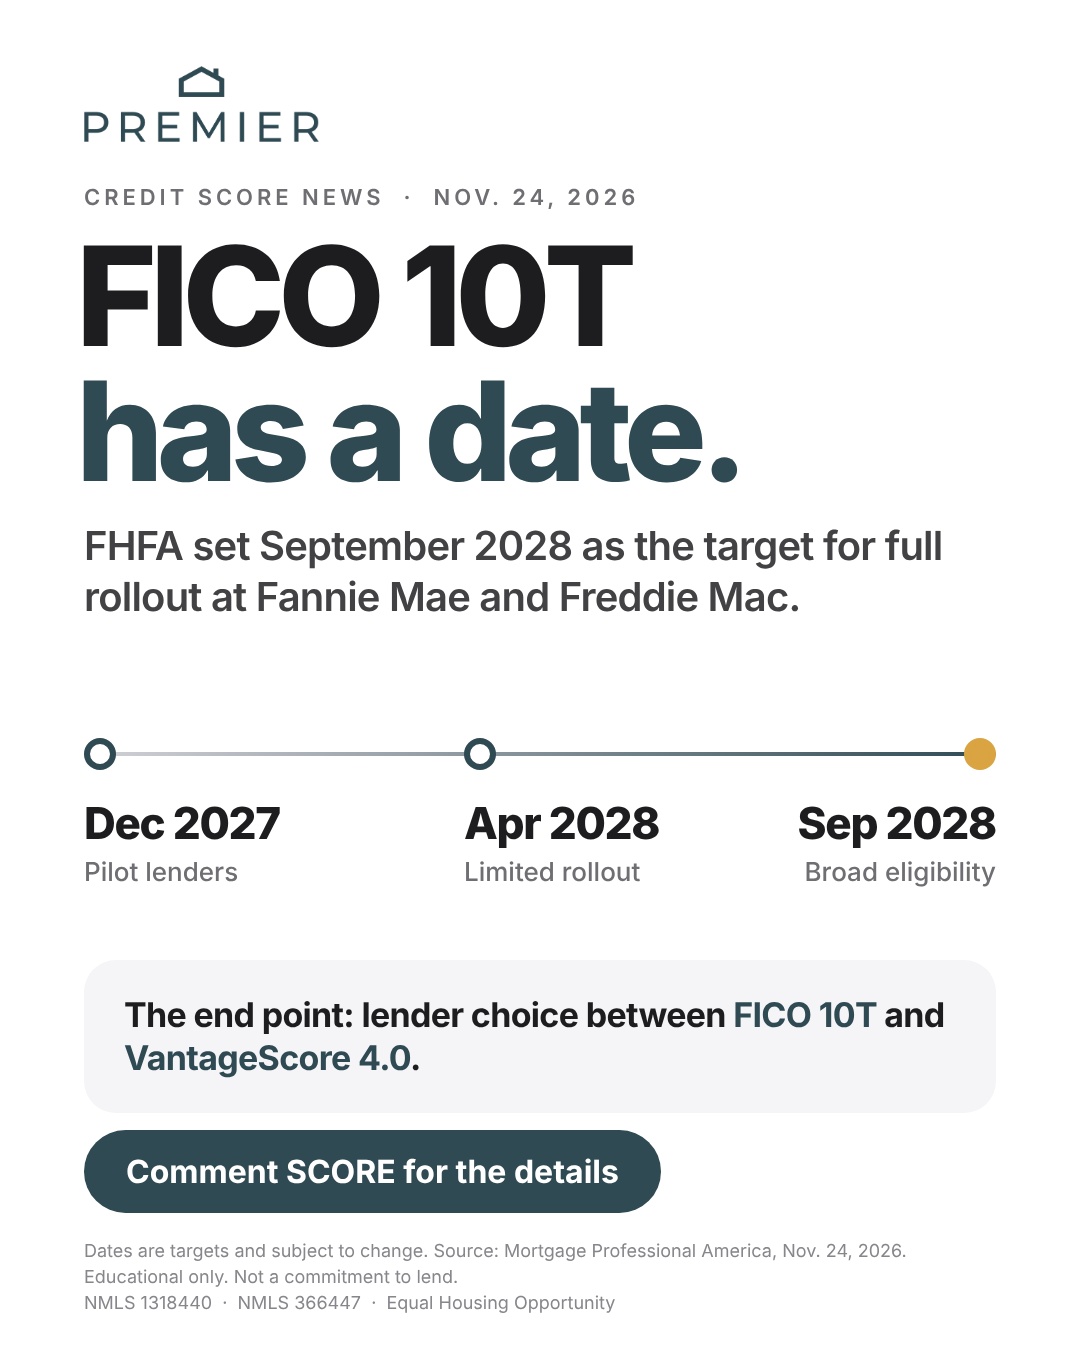 PREMIER
CREDIT SCORE NEWS · NOV. 24, 2026
FICO 10T
has a date.
FHFA set September 2028 as the target for full
rollout at Fannie Mae and Freddie Mac.
Dec 2027
Pilot lenders
Apr 2028
Limited rollout
Sep 2028
Broad eligibility
The end point: lender choice between FICO 10T and
VantageScore 4.0.
Comment SCORE for the details
Dates are targets and subject to change. Source: Mortgage Professional America, Nov. 24, 2026.
Educational only. Not a commitment to lend.
NMLS 1318440 · NMLS 366447 · Equal Housing Opportunity